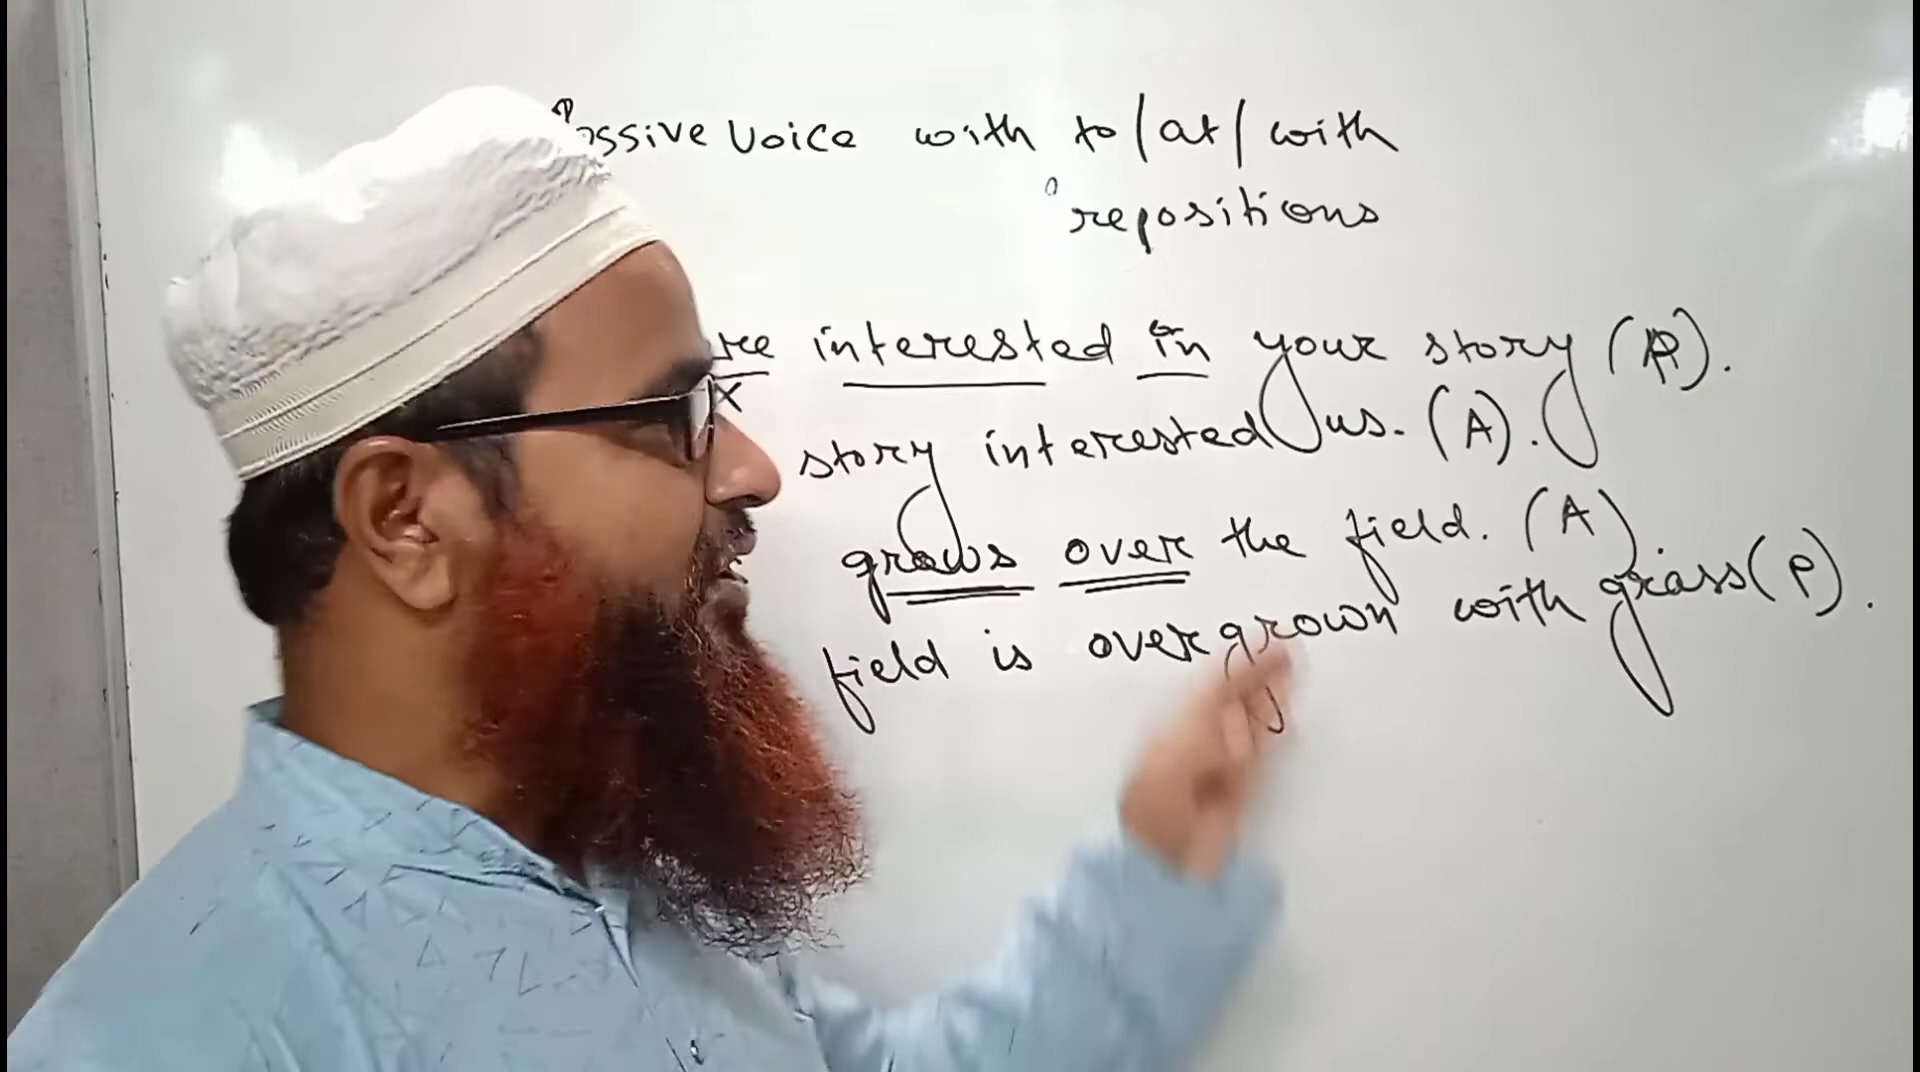 Passive Voice with to/at/with
Prepositions
interested in your story (P).
story interested us. (A).
grows over the field. (A).
field is overgrown with grass (P).